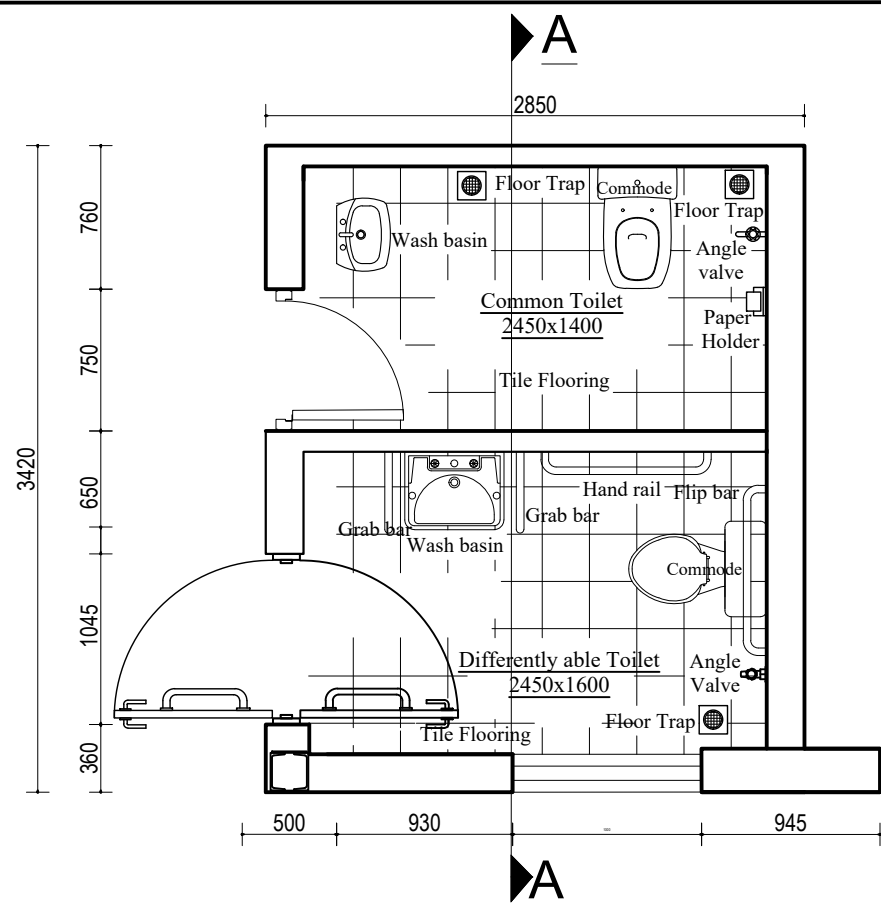 A
2850
Floor Trap
Commode
Floor Trap
760
Wash basin
Angle
valve
Common Toilet
2450x1400
Paper
Holder
750
Tile Flooring
3420
650
Hand rail
Flip bar
Grab bar
Grab bar
Wash basin
Commode
1045
Differently able Toilet
2450x1600
Angle
Valve
Floor Trap
Tile Flooring
360
500
930
945
A